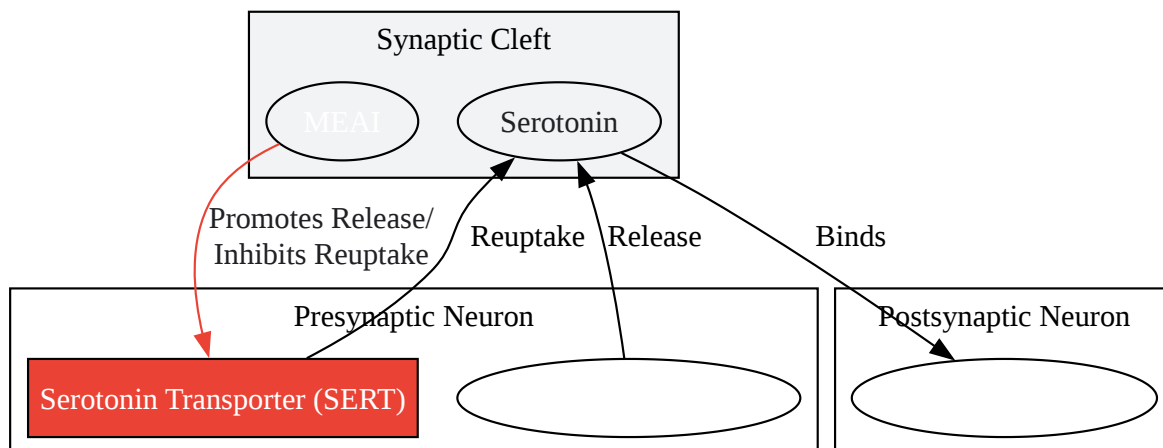 Synaptic Cleft
MEAI
Serotonin
Promotes Release/
Inhibits Reuptake
Reuptake
Release
Binds
Presynaptic Neuron
Postsynaptic Neuron
Serotonin Transporter (SERT)